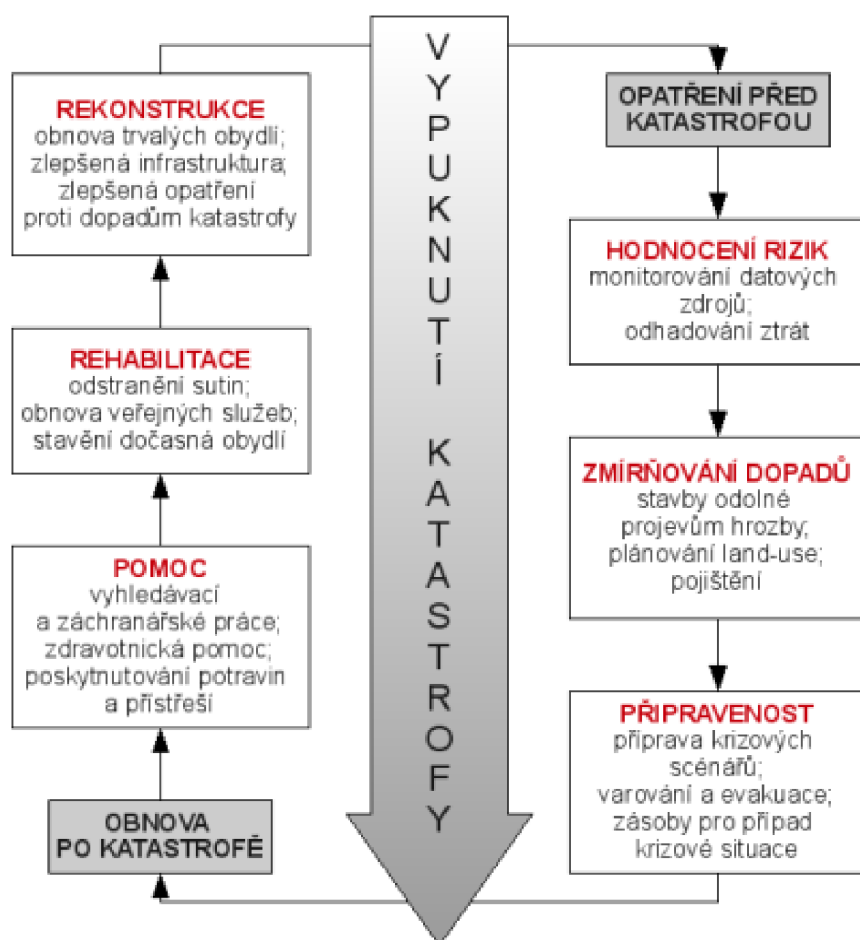 REKONSTRUKCE
obnova trvalých obydlí;
zlepšená infrastruktura;
zlepšená opatření
proti dopadům katastrofy
REHABILITACE
odstranění sutin;
obnova veřejných služeb;
stavění dočasná obydlí
POMOC
vyhledávací
a záchranářské práce;
zdravotnická pomoc;
poskytnutování potravin
a přístřeší
OBNOVA
PO KATASTROFĚ
VYPUKNUTÍ KATASTROFY
OPATŘENÍ PŘED
KATASTROFOU
HODNOCENÍ RIZIK
monitorování datových
zdrojů;
odhadování ztrát
ZMÍRŇOVÁNÍ DOPADŮ
stavby odolné
projevům hrozby;
plánování land-use;
pojištění
PŘIPRAVENOST
příprava krizových
scénářů;
varování a evakuace;
zásoby pro případ
krizové situace